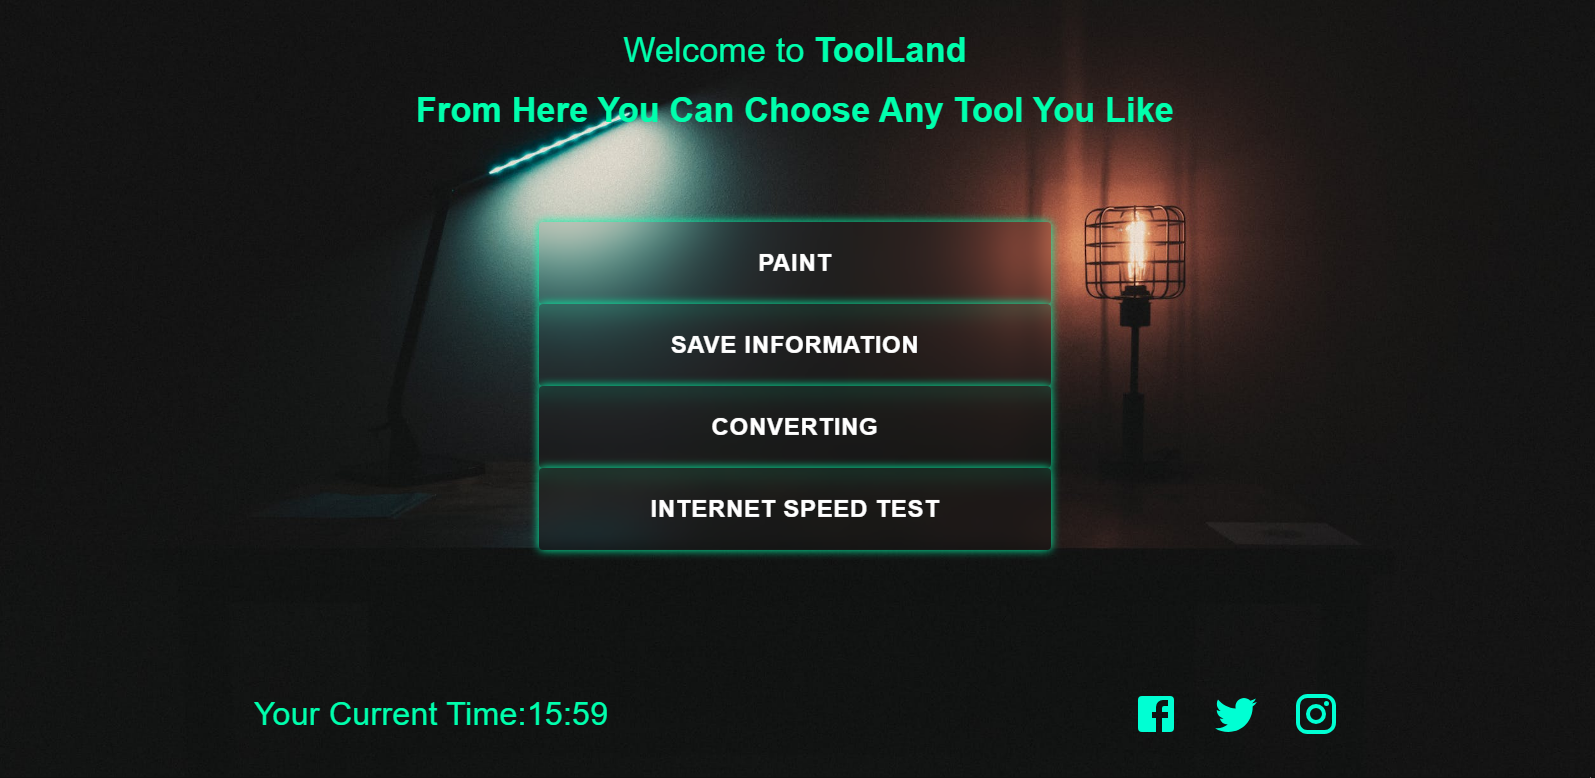 Welcome to ToolLand
From Here You Can Choose Any Tool You Like
PAINT
SAVE INFORMATION
CONVERTING
INTERNET SPEED TEST
Your Current Time:15:59